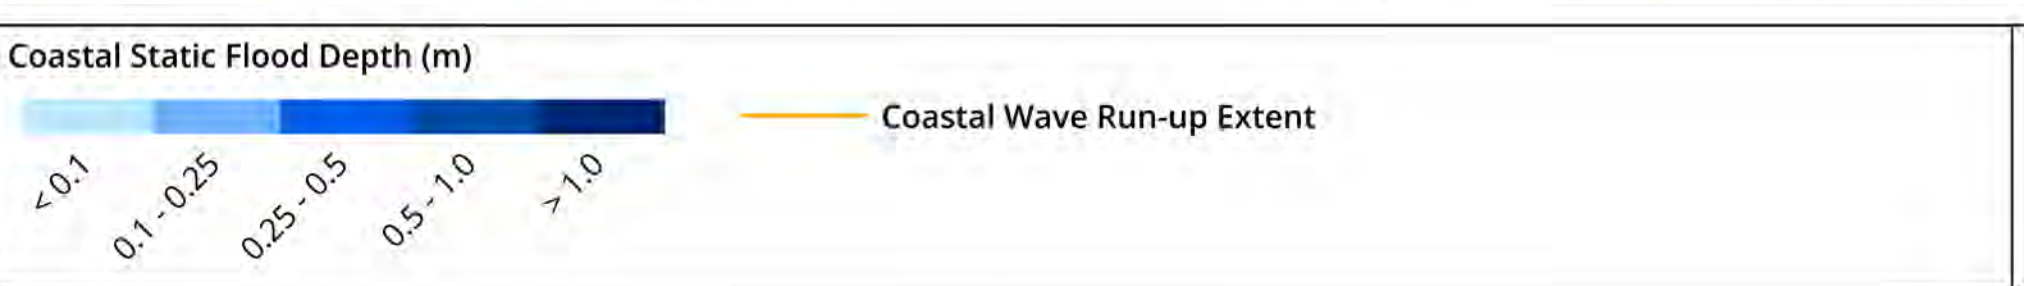 Coastal Static Flood Depth (m)
Coastal Wave Run-up Extent
< 0.1
0.1 - 0.25
0.25 - 0.5
0.5 - 1.0
> 1.0